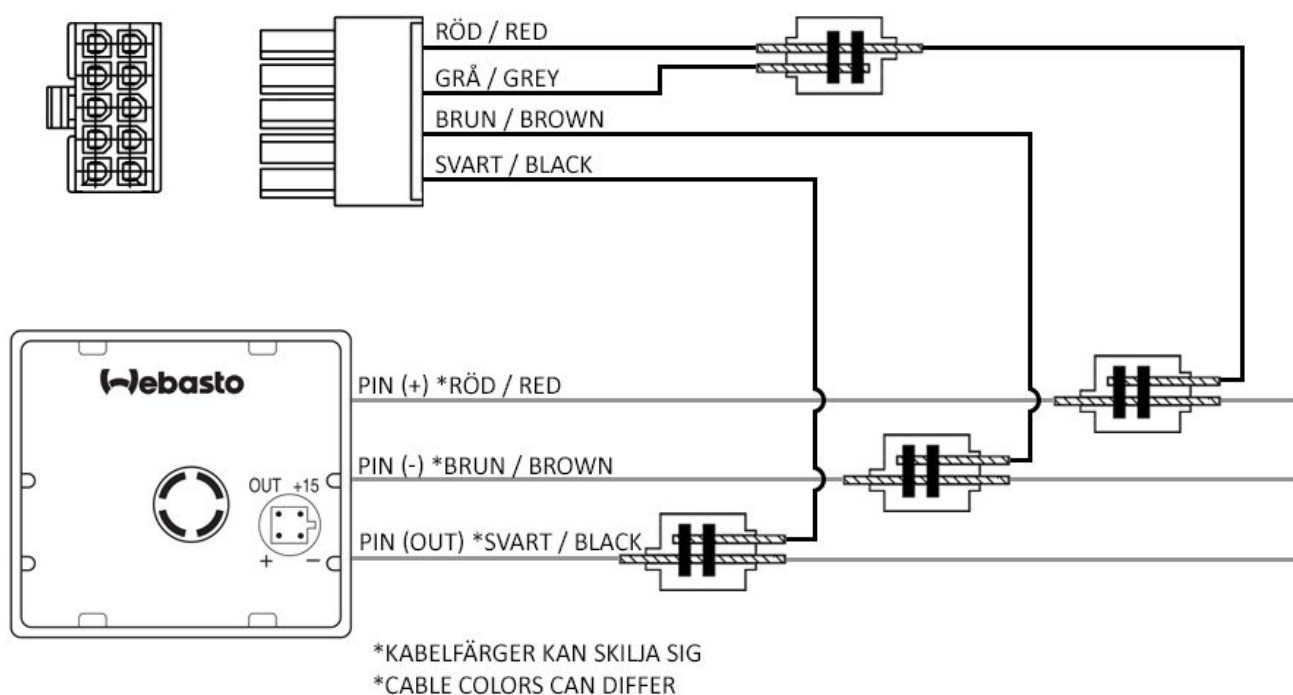 RÖD / RED
GRÅ / GREY
BRUN / BROWN
SVART / BLACK
Webasto
PIN (+) *RÖD / RED
PIN (-) *BRUN / BROWN
OUT +15
PIN (OUT) *SVART / BLACK
+ −
*KABELFÄRGER KAN SKILJA SIG
*CABLE COLORS CAN DIFFER